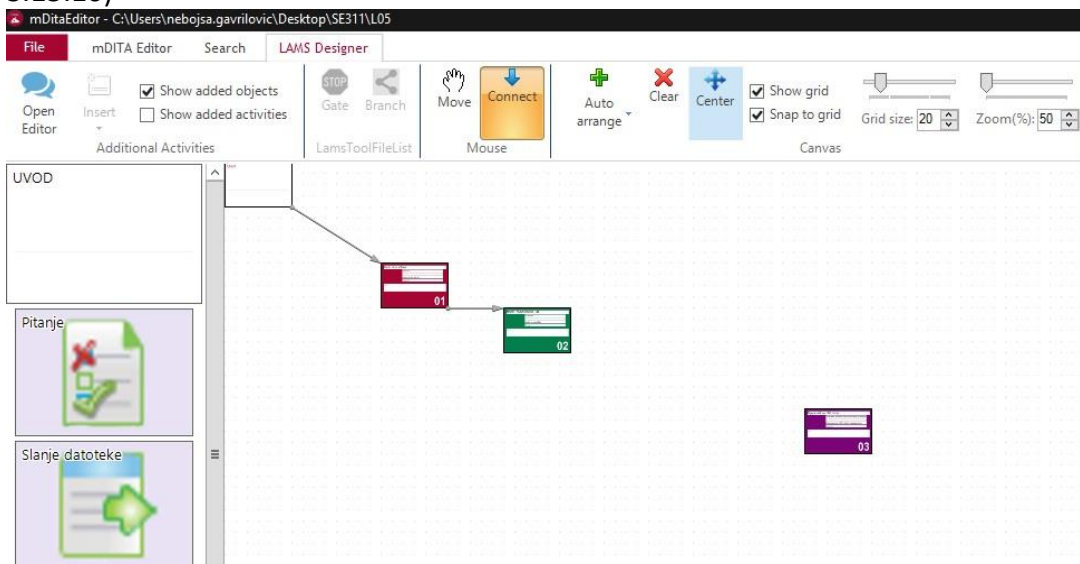 mDitaEditor - C:\Users\nebojsa.gavrilovic\Desktop\SE311\L05
File mDITA Editor Search LAMS Designer
Open Editor
Insert
Show added objects
Show added activities
Additional Activities
STOP
Gate
Branch
LamsToolFileList
Move
Connect
Mouse
Auto arrange
Clear
Center
Show grid
Snap to grid
Grid size: 20
Zoom(%): 50
Canvas
UVOD
Pitanje
Slanje datoteke
01
02
03